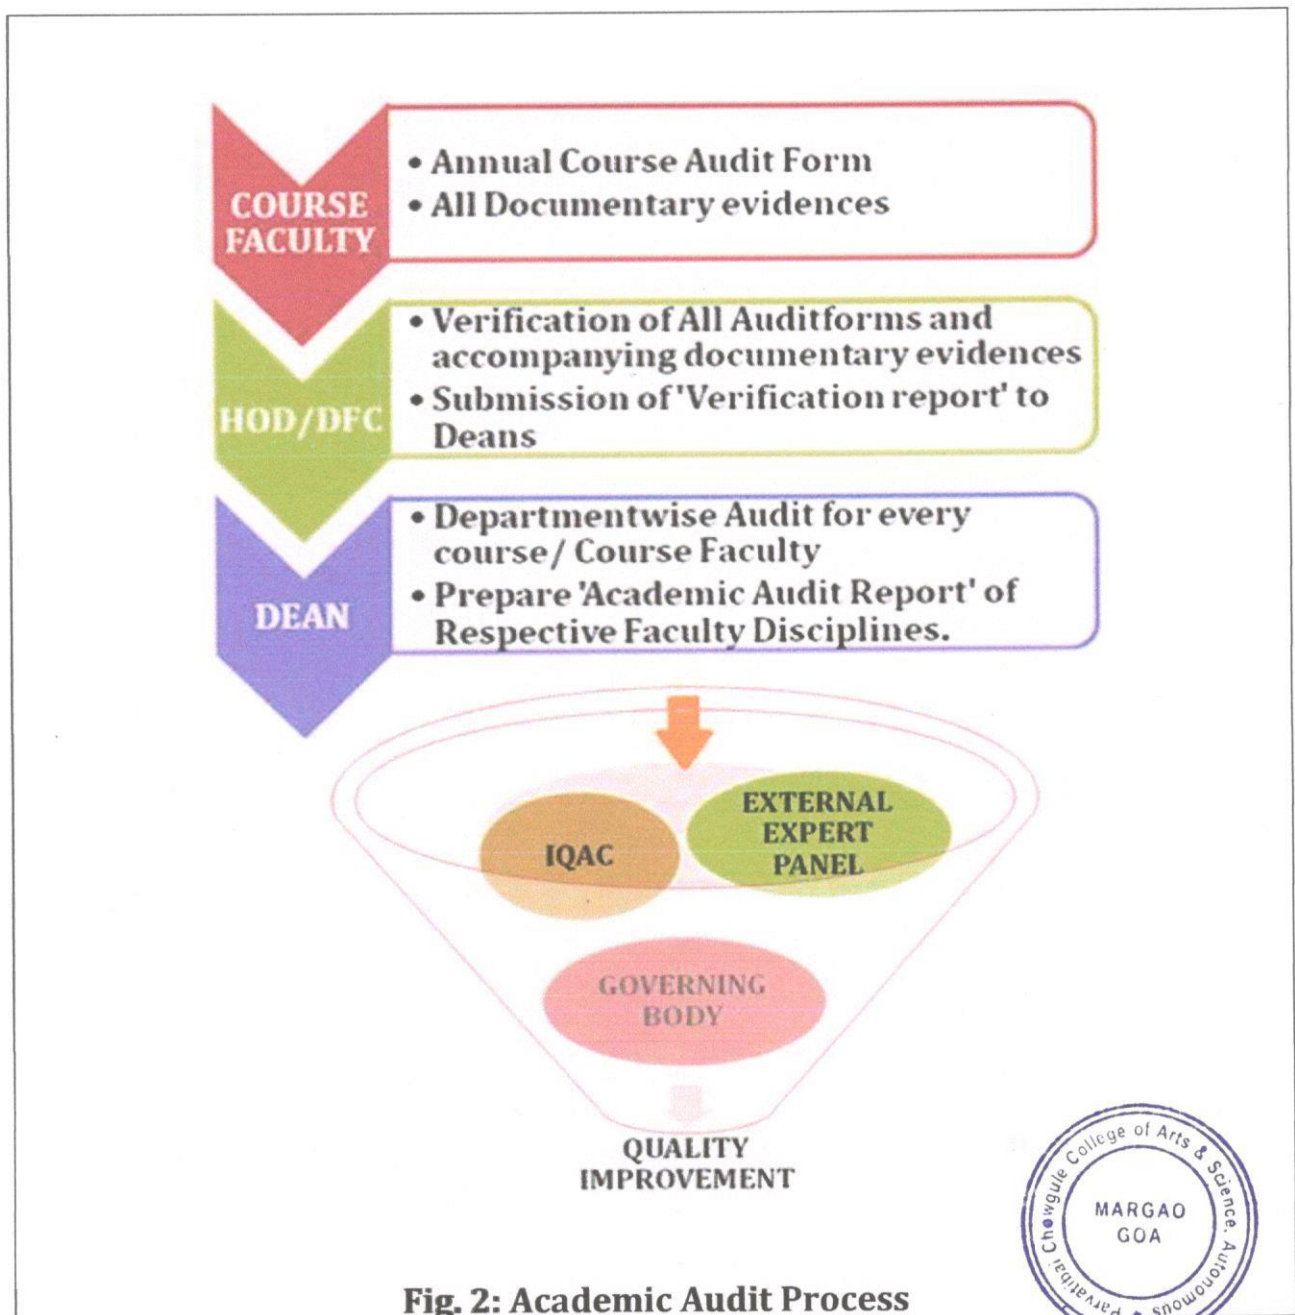 COURSE
FACULTY
• Annual Course Audit Form
• All Documentary evidences
HOD/DFC
• Verification of All Auditforms and
accompanying documentary evidences
• Submission of 'Verification report' to
Deans
DEAN
• Departmentwise Audit for every
course/ Course Faculty
• Prepare 'Academic Audit Report' of
Respective Faculty Disciplines.
IQAC
EXTERNAL
EXPERT
PANEL
GOVERNING
BODY
QUALITY
IMPROVEMENT
Parvatibai Chowgule College of Arts & Science, Autonomous
MARGAO
GOA
Fig. 2: Academic Audit Process